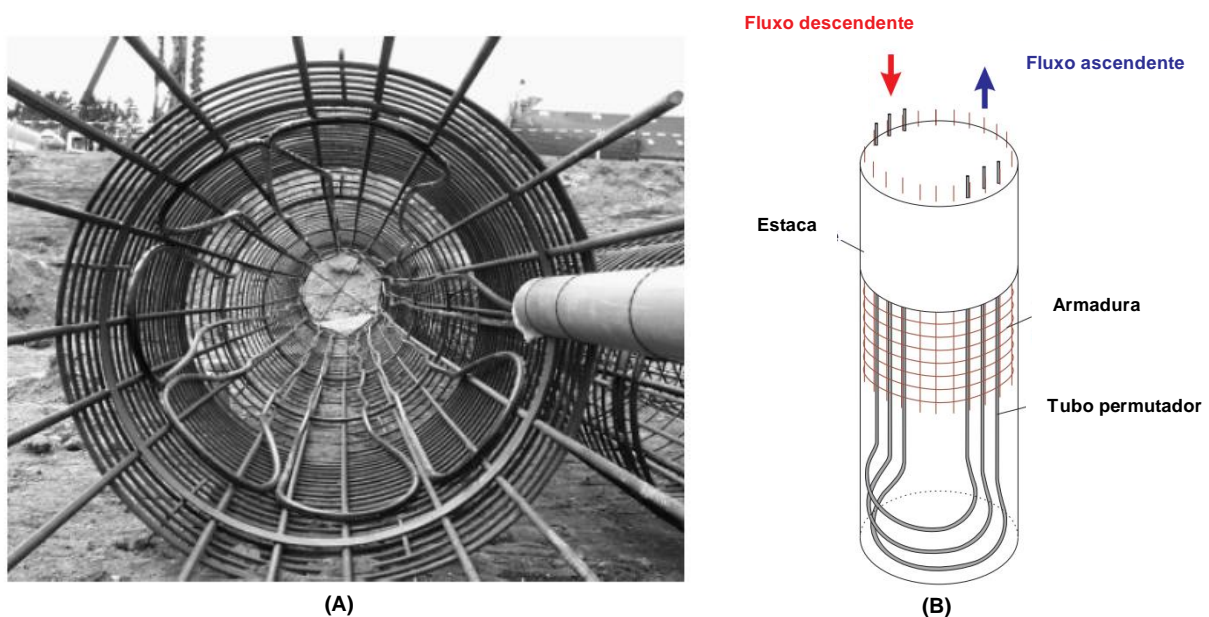 Fluxo descendente
Fluxo ascendente
Estaca
Armadura
Tubo permutador
(A)
(B)